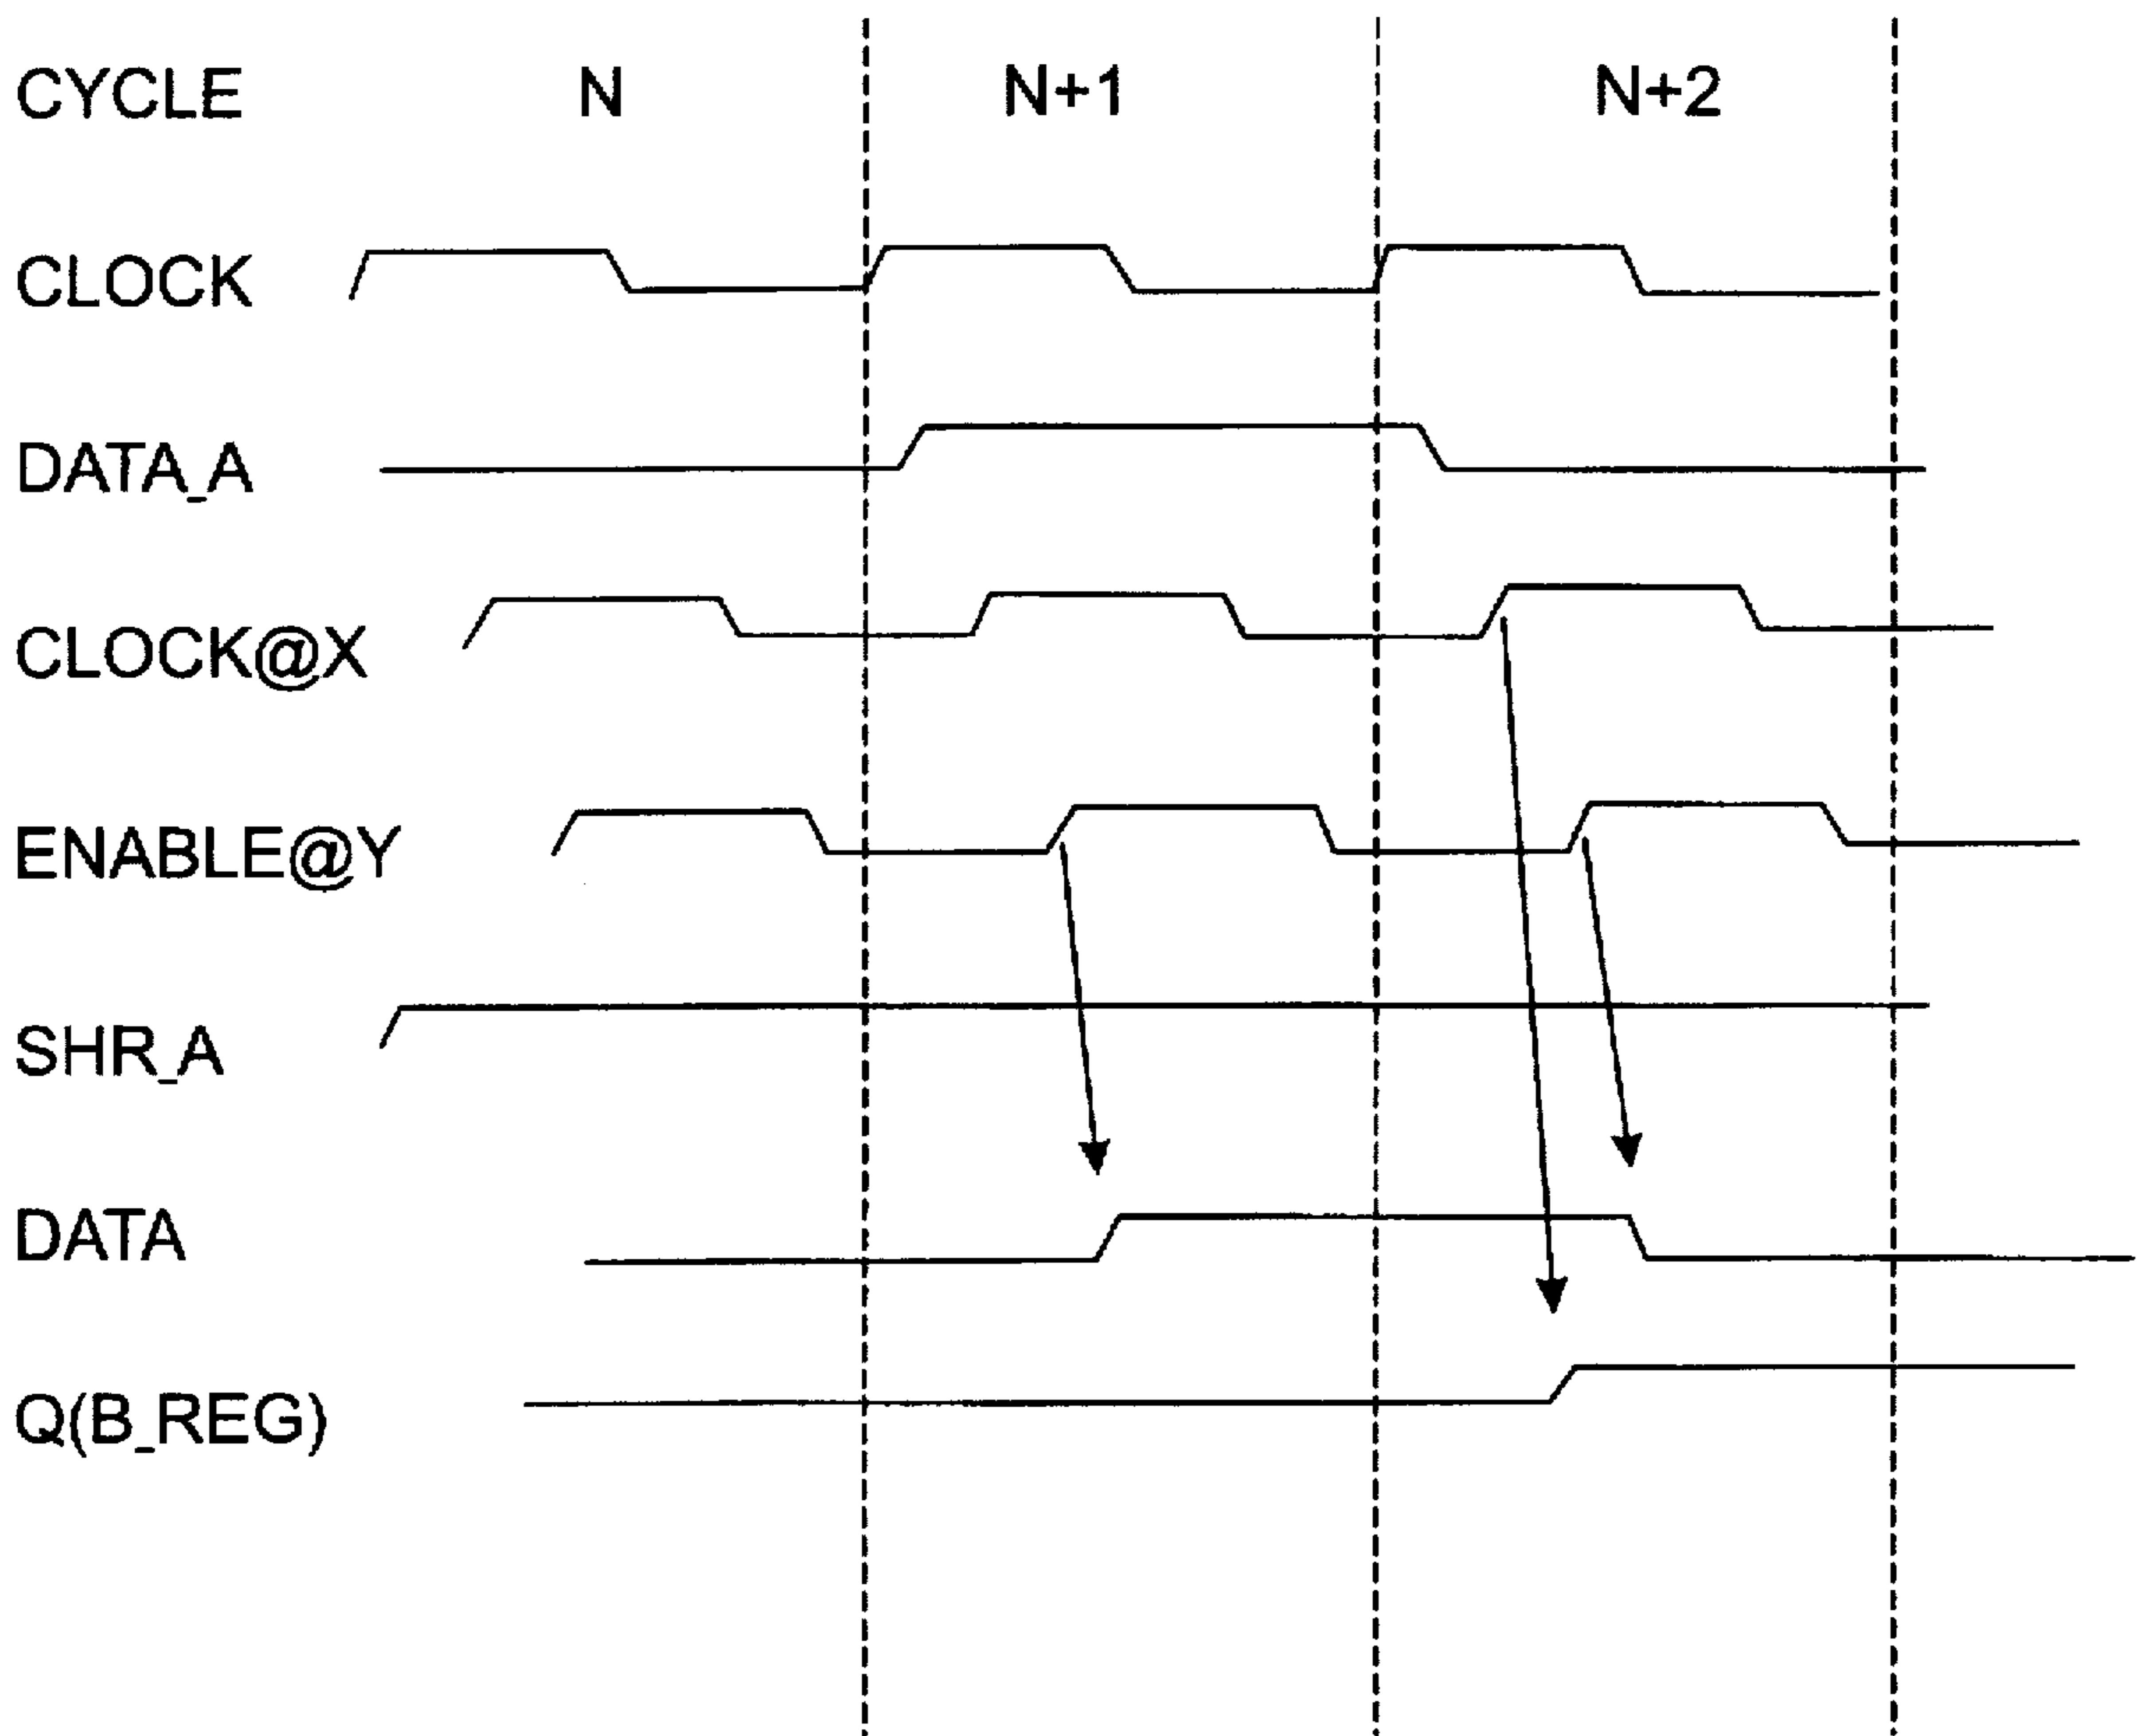 CYCLE N N+1 N+2
CLOCK
DATA_A
CLOCK@X
ENABLE@Y
SHR_A
DATA
Q(B_REG)